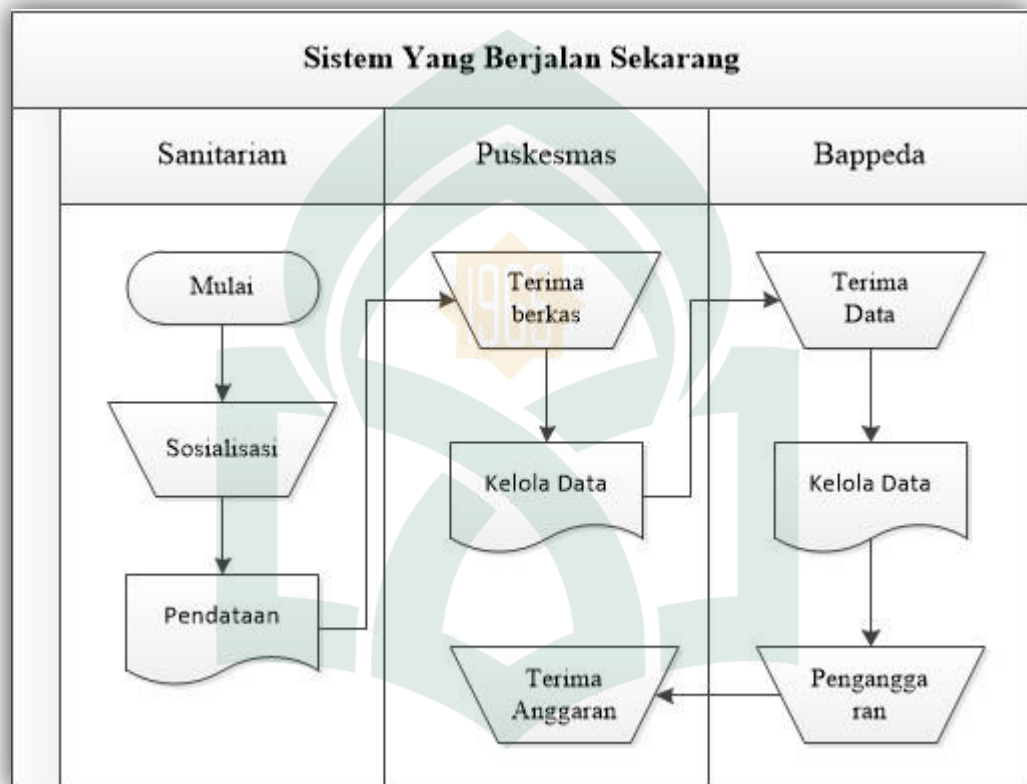 Sistem Yang Berjalan Sekarang
Sanitarian
Puskesmas
Bappeda
Mulai
Sosialisasi
Pendataan
Terima
berkas
1965
Kelola Data
Terima
Anggaran
Terima
Data
Kelola Data
Pengangga
ran